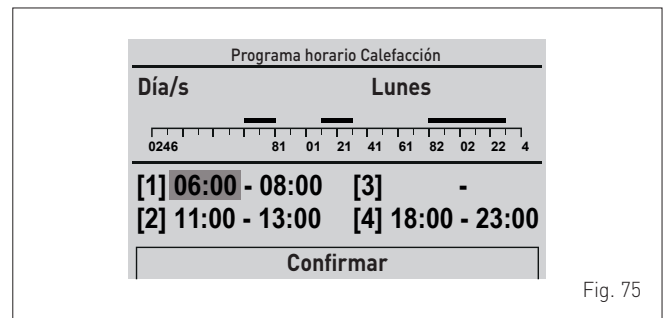 Programa horario Calefacción
Día/s Lunes
0246 81 01 21 41 61 82 02 22 4
[1] 06:00 - 08:00 [3] -
[2] 11:00 - 13:00 [4] 18:00 - 23:00
Confirmar
Fig. 75